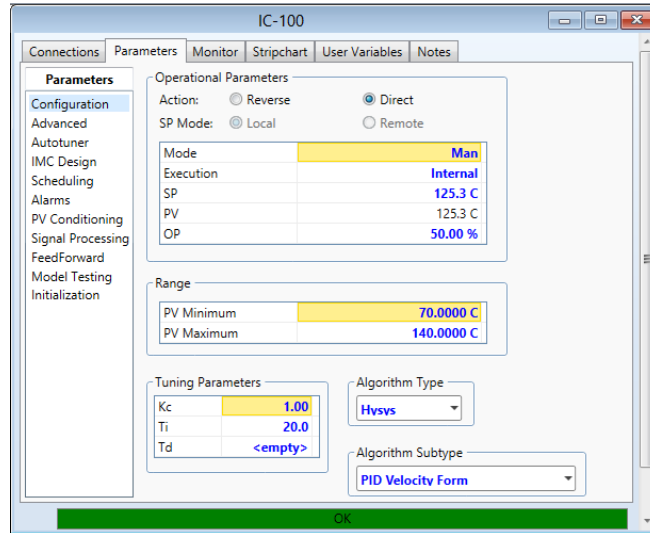 IC-100
Connections Parameters Monitor Stripchart User Variables Notes
Parameters
Configuration
Advanced
Autotuner
IMC Design
Scheduling
Alarms
PV Conditioning
Signal Processing
FeedForward
Model Testing
Initialization
Operational Parameters
Action: Reverse Direct
SP Mode: Local Remote
Mode Man
Execution Internal
SP 125.3 C
PV 125.3 C
OP 50.00 %
Range
PV Minimum 70.0000 C
PV Maximum 140.0000 C
Tuning Parameters
Kc 1.00
Ti 20.0
Td <empty>
Algorithm Type
Hysys
Algorithm Subtype
PID Velocity Form
OK